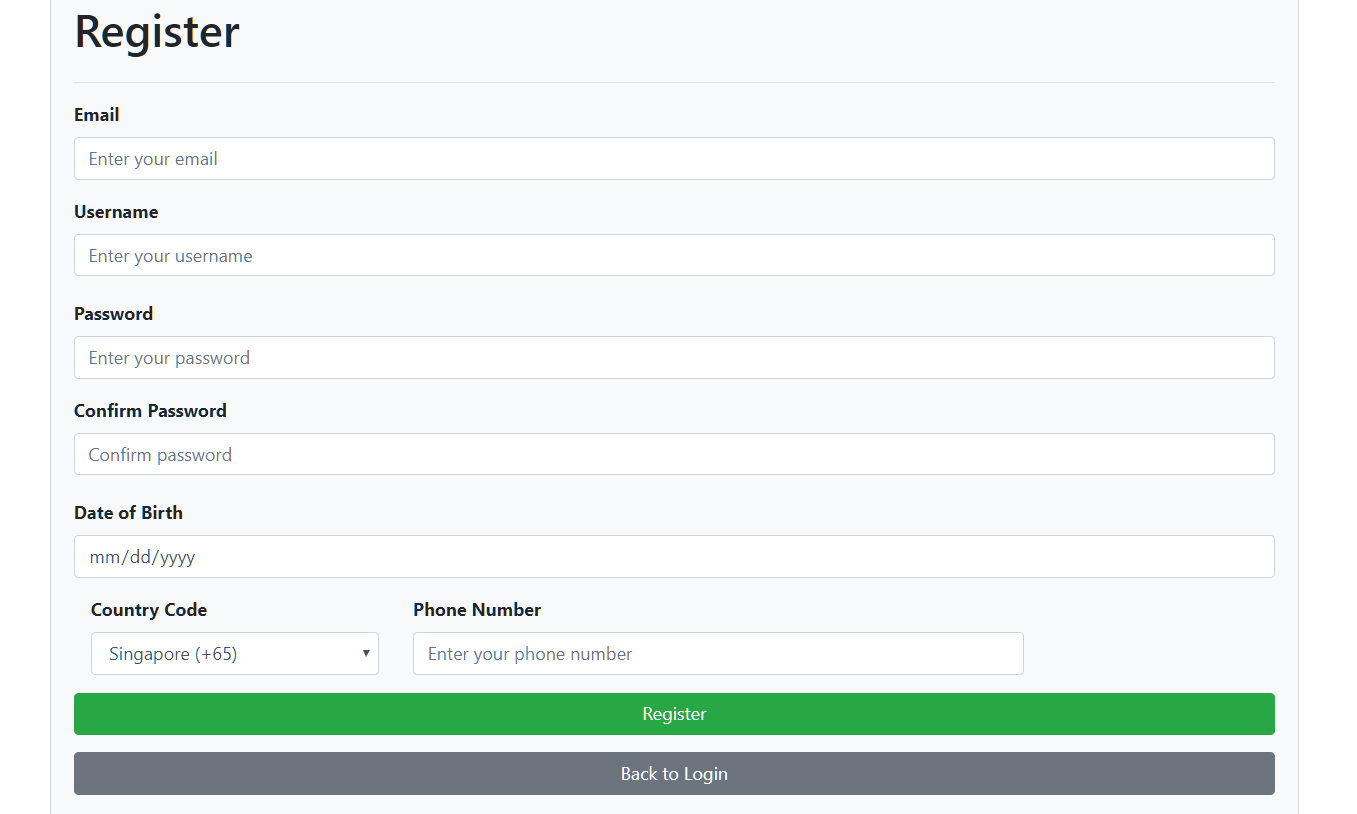 Register
Email
Enter your email
Username
Enter your username
Password
Enter your password
Confirm Password
Confirm password
Date of Birth
mm/dd/yyyy
Country Code Phone Number
Singapore (+65) Enter your phone number
Register
Back to Login